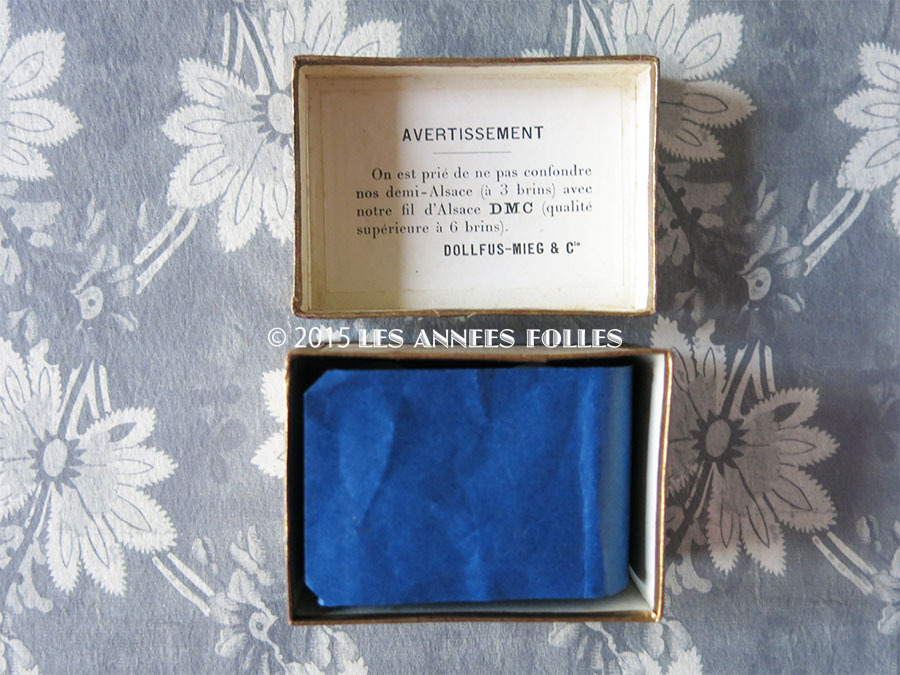 AVERTISSEMENT
On est prié de ne pas confondre
nos demi-Alsace (à 3 brins) avec
notre fil d'Alsace DMC (qualité
supérieure à 6 brins).
DOLLFUS-MIEG & Cie
© 2015 LES ANNEES FOLLES